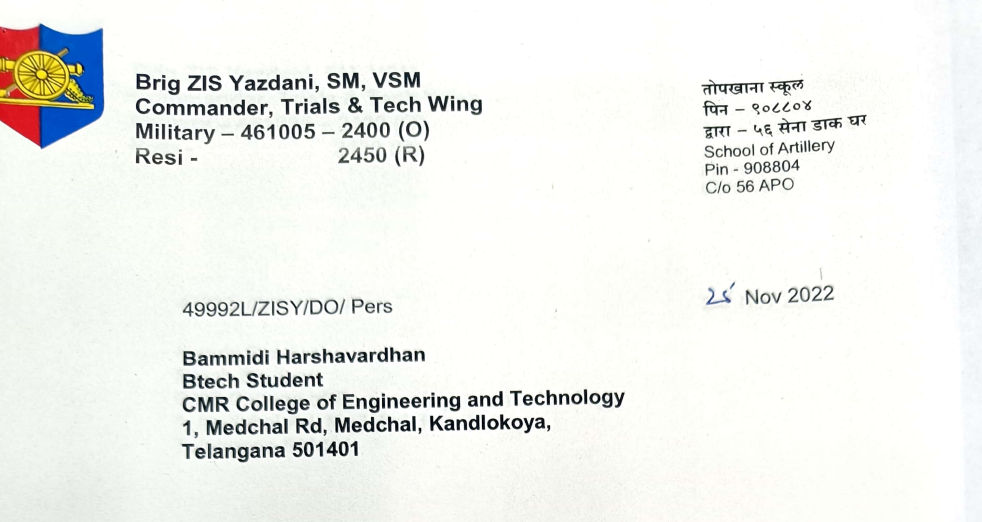 Brig ZIS Yazdani, SM, VSM
Commander, Trials & Tech Wing
Military – 461005 – 2400 (O)
Resi - 2450 (R)
तोपखाना स्कूल
पिन – ९०८८०४
द्वारा – ५६ सेना डाक घर
School of Artillery
Pin - 908804
C/o 56 APO
49992L/ZISY/DO/ Pers
25 Nov 2022
Bammidi Harshavardhan
Btech Student
CMR College of Engineering and Technology
1, Medchal Rd, Medchal, Kandlokoya,
Telangana 501401